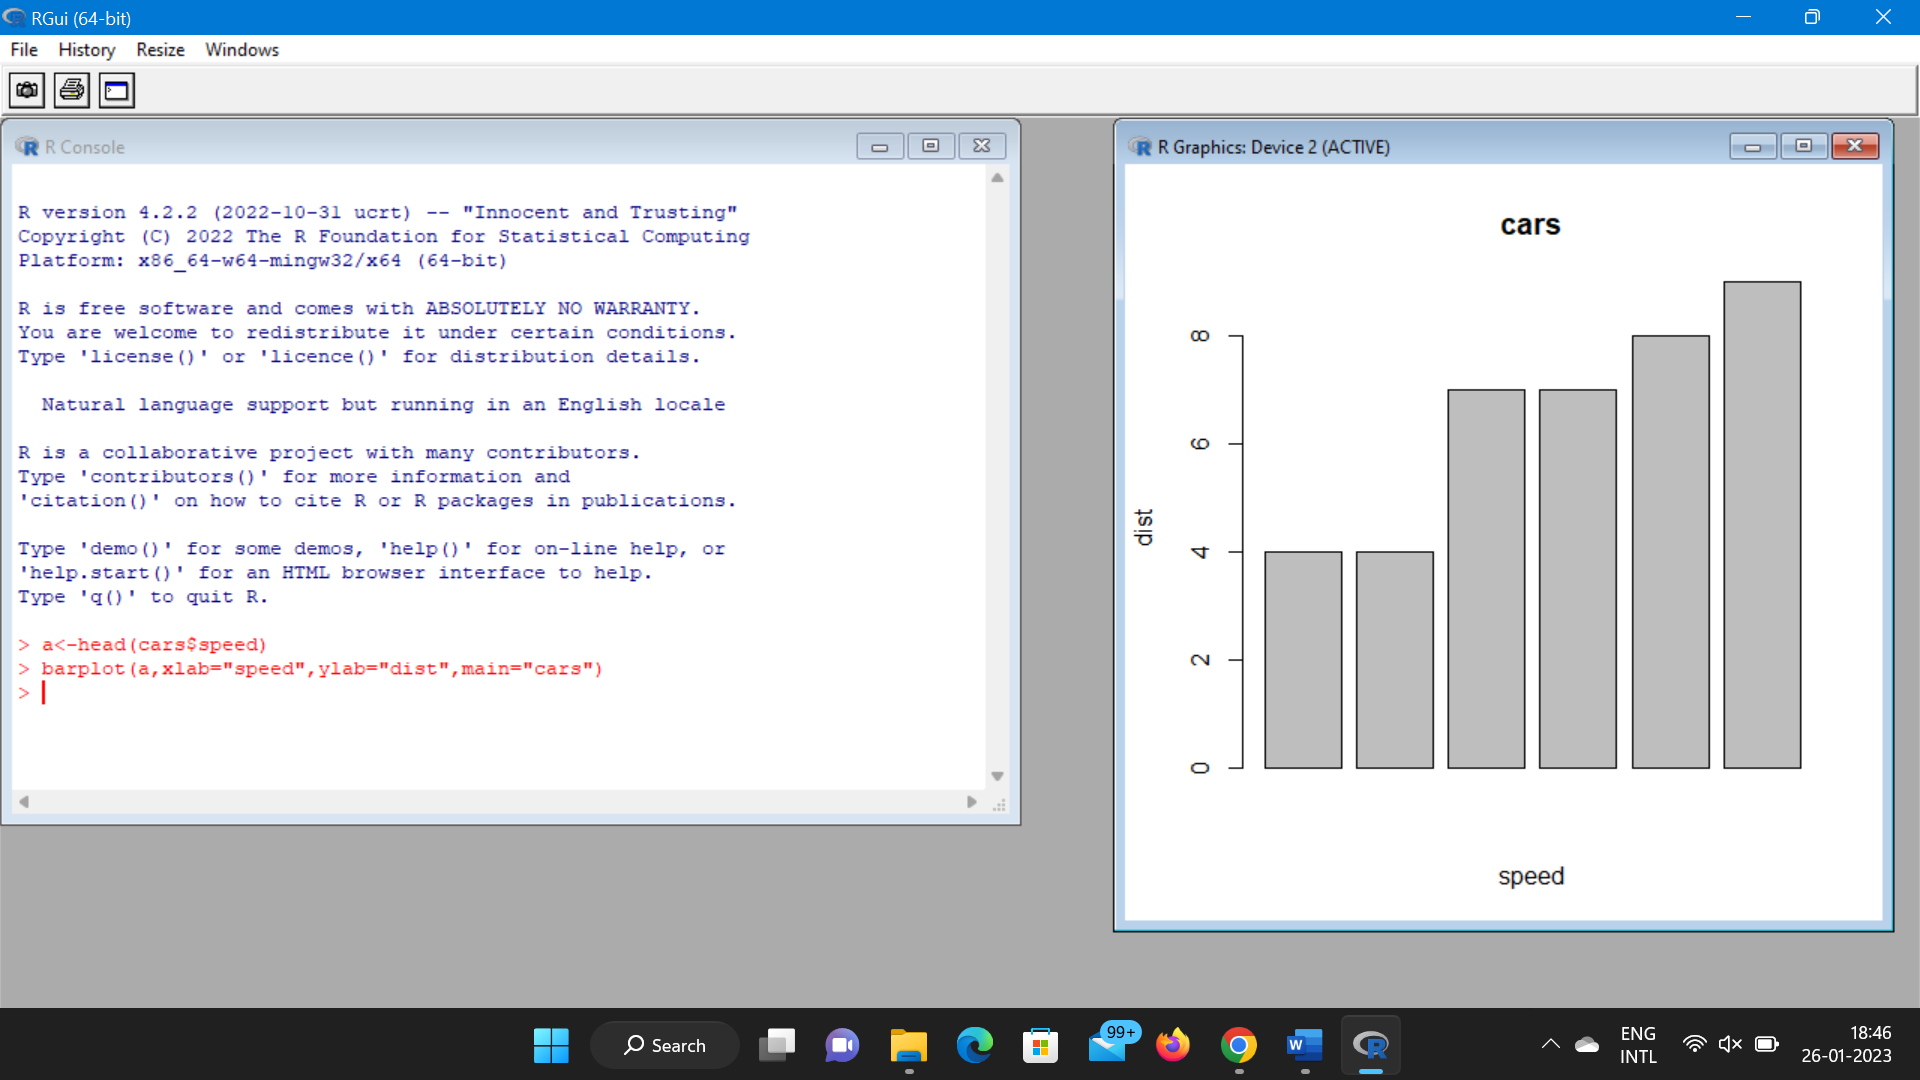 RGui (64-bit)
File History Resize Windows
R Console
R version 4.2.2 (2022-10-31 ucrt) -- "Innocent and Trusting"
Copyright (C) 2022 The R Foundation for Statistical Computing
Platform: x86_64-w64-mingw32/x64 (64-bit)
R is free software and comes with ABSOLUTELY NO WARRANTY.
You are welcome to redistribute it under certain conditions.
Type 'license()' or 'licence()' for distribution details.
Natural language support but running in an English locale
R is a collaborative project with many contributors.
Type 'contributors()' for more information and
'citation()' on how to cite R or R packages in publications.
Type 'demo()' for some demos, 'help()' for on-line help, or
'help.start()' for an HTML browser interface to help.
Type 'q()' to quit R.
> a<-head(cars$speed)
> barplot(a,xlab="speed",ylab="dist",main="cars")
>
R Graphics: Device 2 (ACTIVE)
cars
8
6
4
2
0
dist
speed
Search
99+
ENG
INTL
18:46
26-01-2023